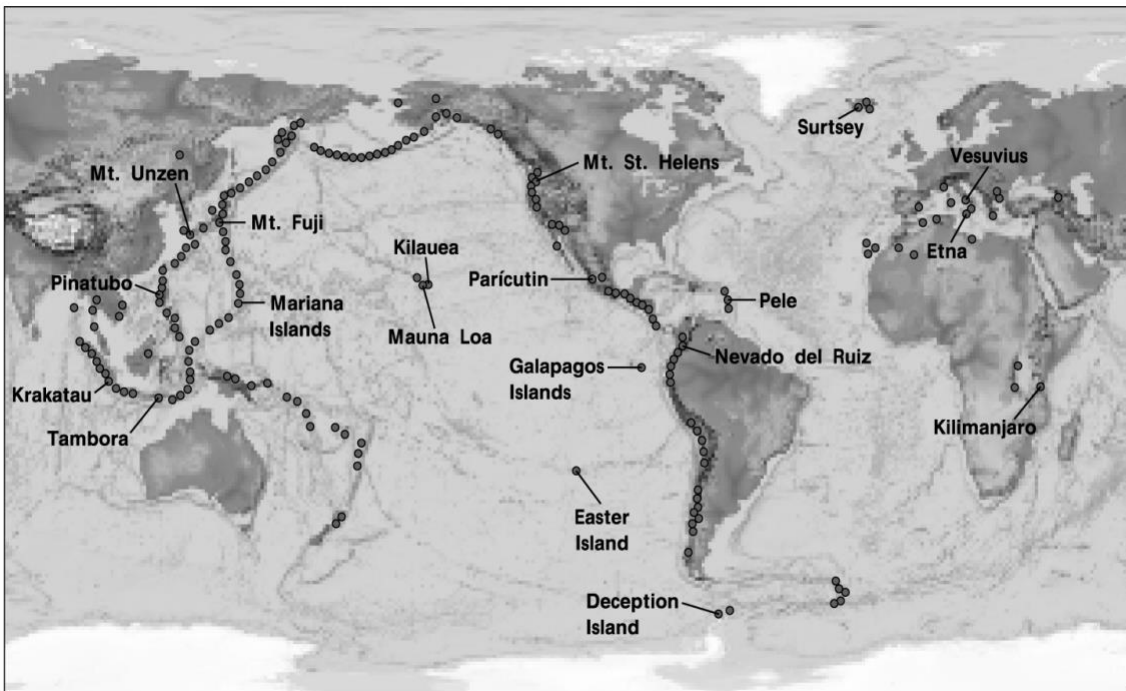 Surtsey
Vesuvius
Mt. Unzen
Mt. St. Helens
Mt. Fuji
Kilauea
Etna
Pinatubo
Parícutin
Mariana
Islands
Pele
Mauna Loa
Nevado del Ruiz
Galapagos
Islands
Krakatau
Kilimanjaro
Tambora
Easter
Island
Deception
Island